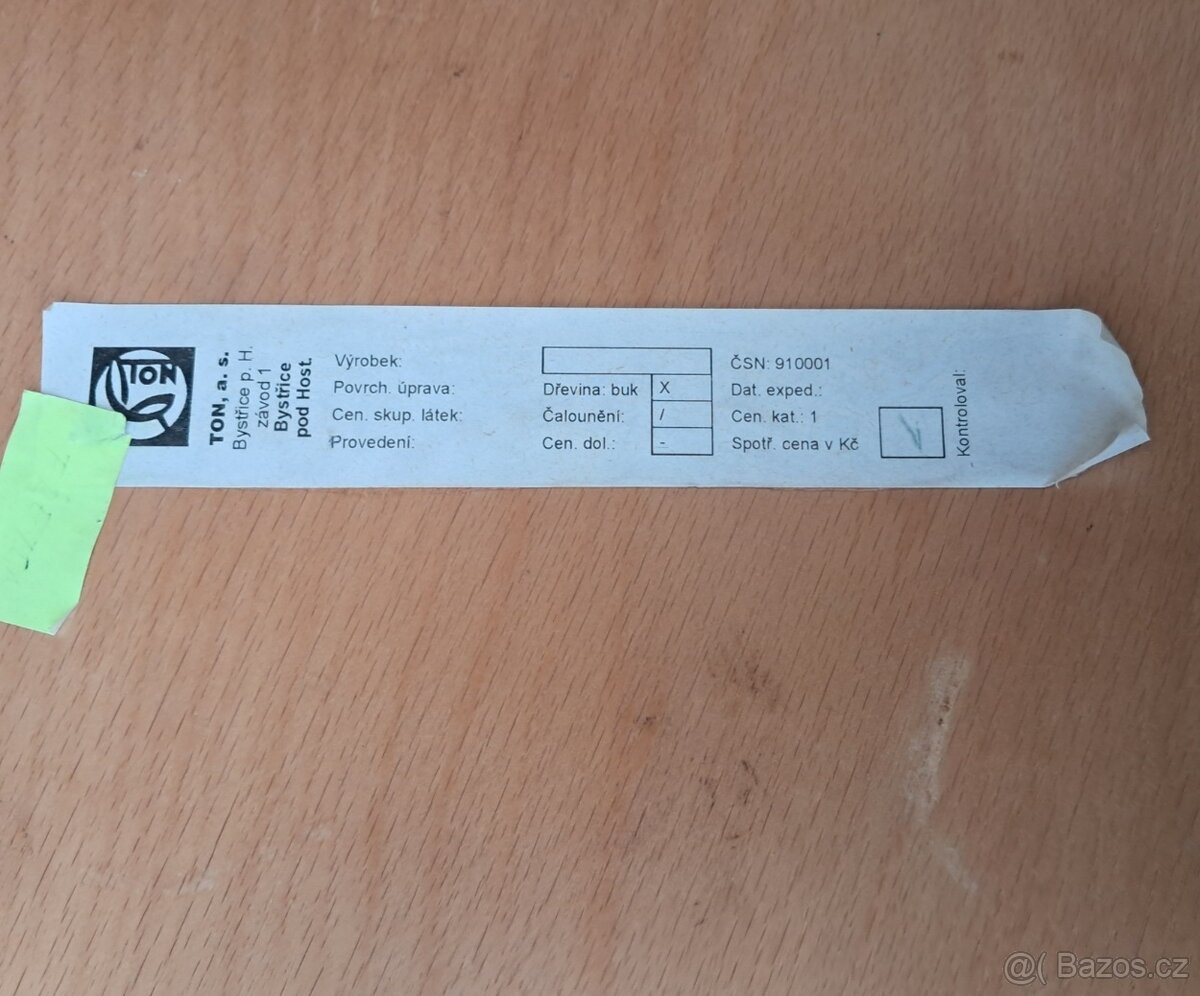 TON
TON, a. s.
Bystřice p. H.
závod 1
Bystřice
pod Host.
Výrobek:
Povrch. úprava:
Cen. skup. látek:
Provedení:
Dřevina: buk X
Čalounění: /
Cen. dol.: -
ČSN: 910001
Dat. exped.:
Cen. kat.: 1
Spotř. cena v Kč
Kontroloval:
@( Bazos.cz